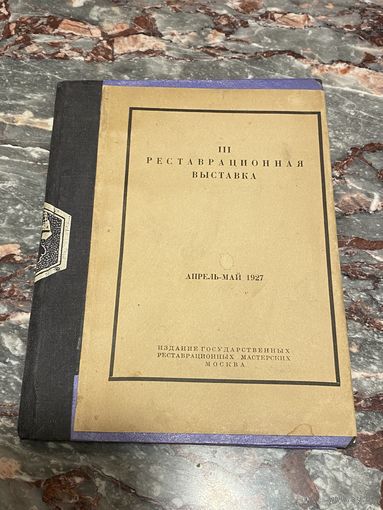 III
РЕСТАВРАЦИОННАЯ
ВЫСТАВКА
АПРЕЛЬ-МАЙ 1927
ИЗДАНИЕ ГОСУДАРСТВЕННЫХ
РЕСТАВРАЦИОННЫХ МАСТЕРСКИХ
МОСКВА